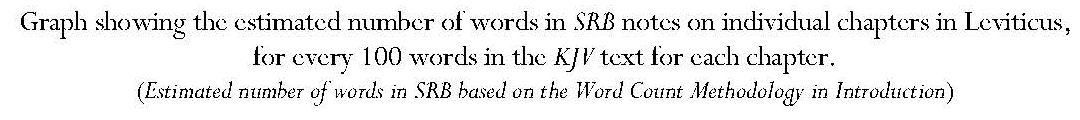 Graph showing the estimated number of words in SRB notes on individual chapters in Leviticus,
for every 100 words in the KJV text for each chapter.
(Estimated number of words in SRB based on the Word Count Methodology in Introduction)